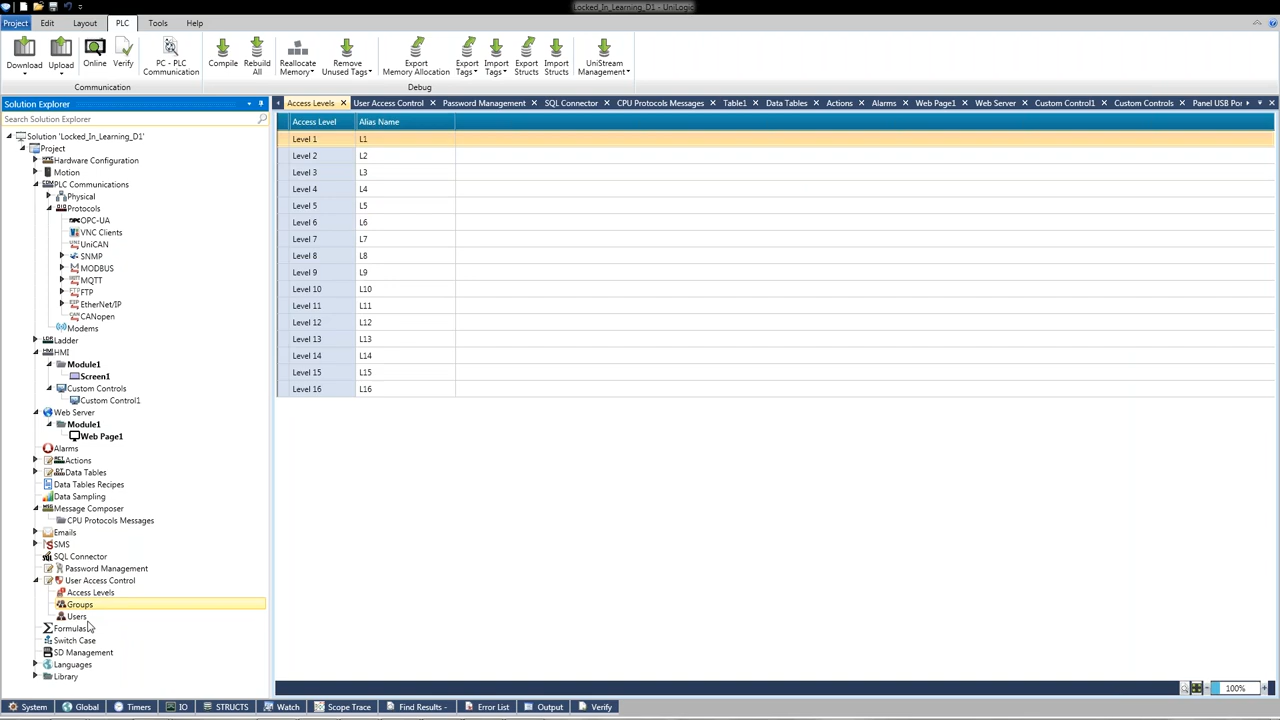 Locked_In_Learning_D1 - UniLogic
Project Edit Layout PLC Tools Help
Download Upload Online Verify PC - PLC Communication Compile Rebuild All Reallocate Memory Remove Unused Tags Export Memory Allocation Export Tags Import Tags Export Structs Import Structs UniStream Management
Communication Debug
Solution Explorer
Access Levels User Access Control Password Management SQL Connector CPU Protocols Messages Table1 Data Tables Actions Alarms Web Page1 Web Server Custom Control1 Custom Controls Panel USB Por
Search Solution Explorer
Solution 'Locked_In_Learning_D1'
Project
Hardware Configuration
Motion
PLC Communications
Physical
Protocols
OPC-UA
VNC Clients
UniCAN
SNMP
MODBUS
MQTT
FTP
EtherNet/IP
CANopen
Modems
Ladder
HMI
Module1
Screen1
Custom Controls
Custom Control1
Web Server
Module1
Web Page1
Alarms
Actions
Data Tables
Data Tables Recipes
Data Sampling
Message Composer
CPU Protocols Messages
Emails
SMS
SQL Connector
Password Management
User Access Control
Access Levels
Groups
Users
Formulas
Switch Case
SD Management
Languages
Library
Access Level Alias Name
Level 1 L1
Level 2 L2
Level 3 L3
Level 4 L4
Level 5 L5
Level 6 L6
Level 7 L7
Level 8 L8
Level 9 L9
Level 10 L10
Level 11 L11
Level 12 L12
Level 13 L13
Level 14 L14
Level 15 L15
Level 16 L16
100%
System Global Timers IO STRUCTS Watch Scope Trace Find Results - Error List Output Verify